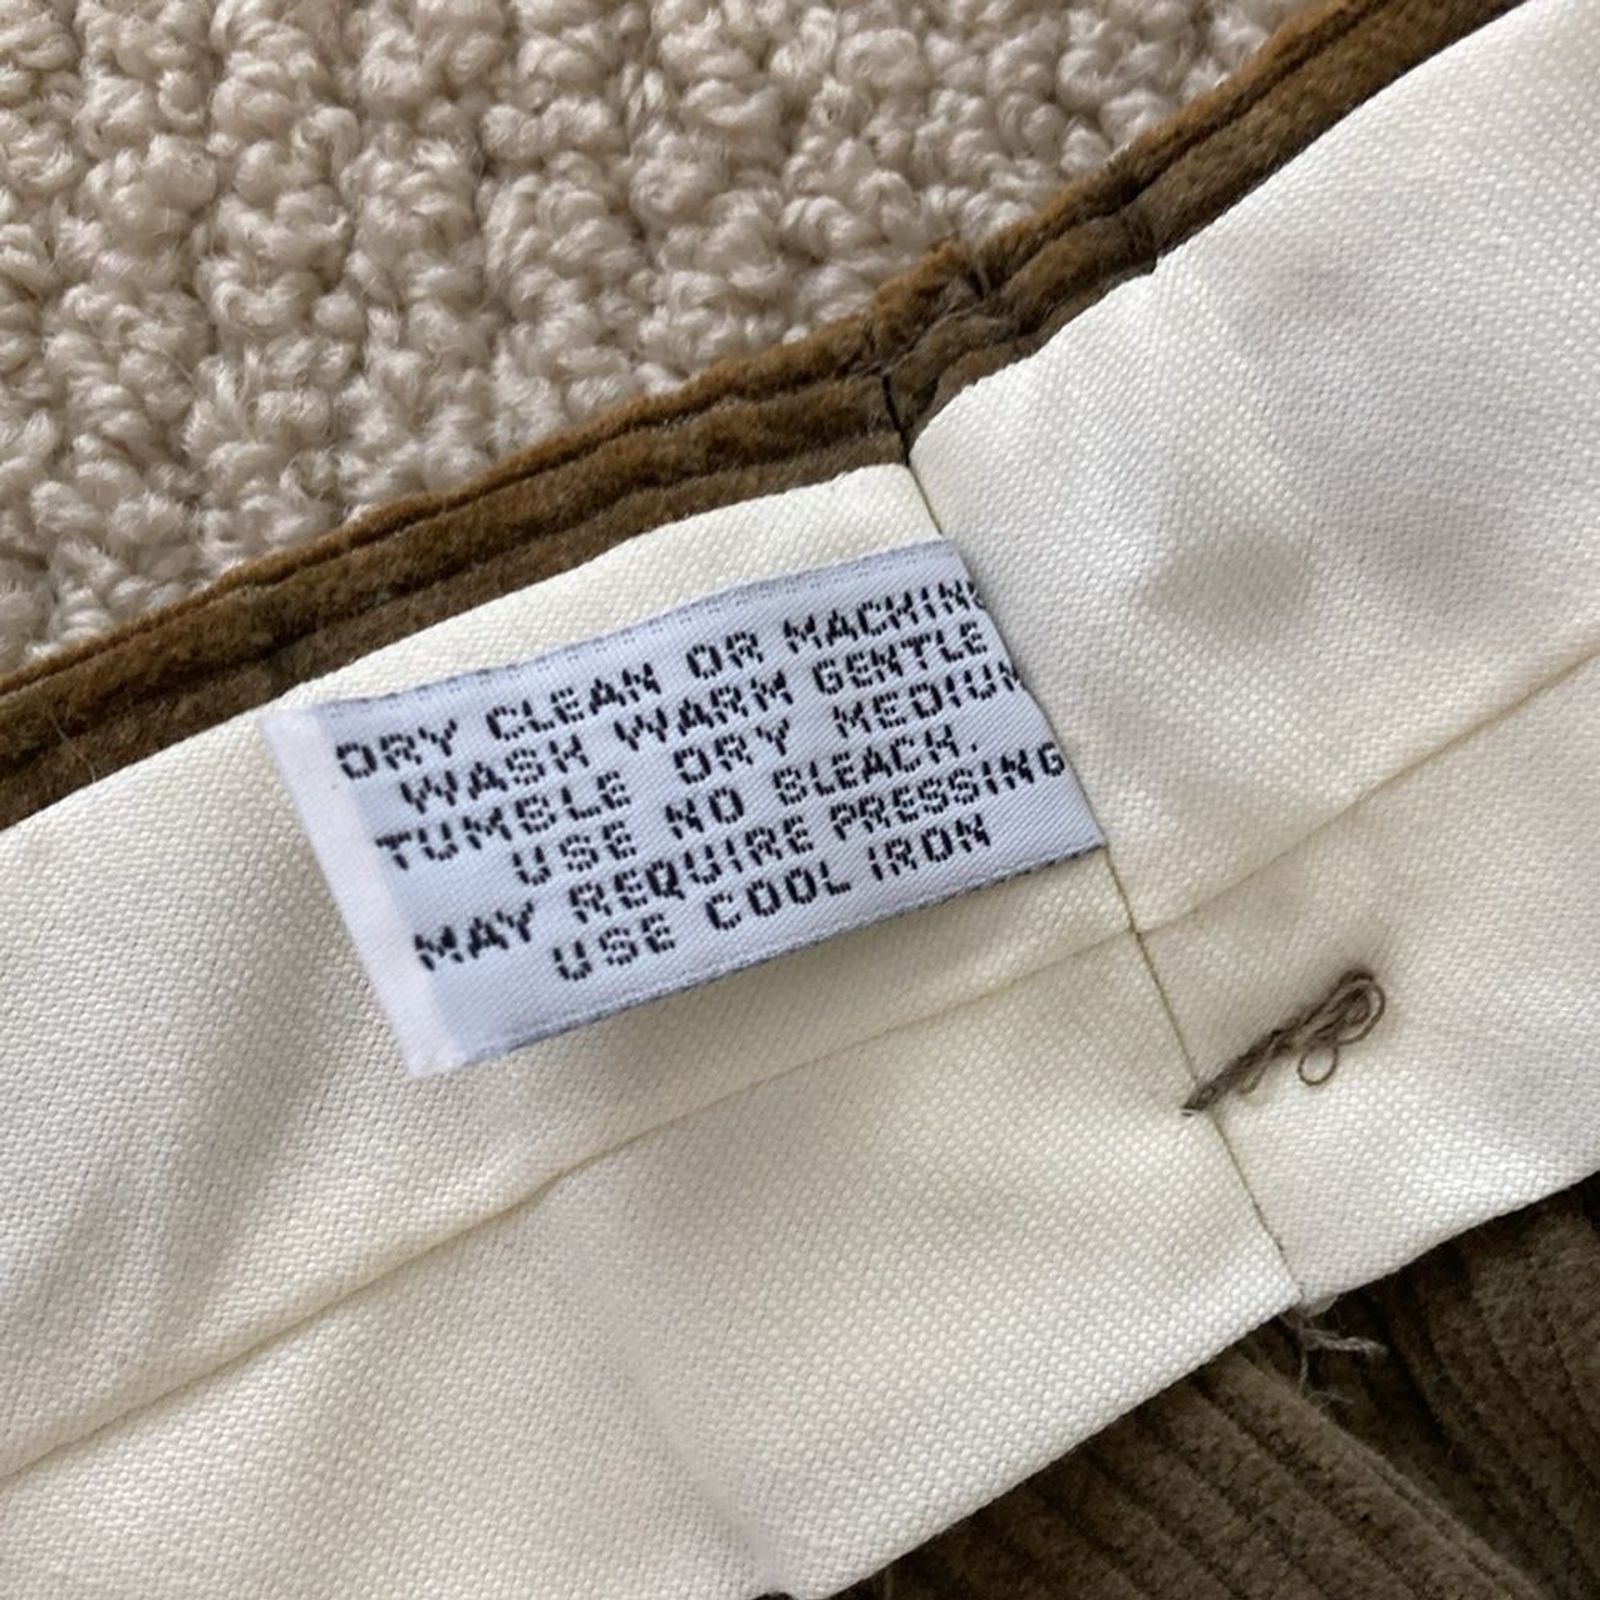 DRY CLEAN OR MACHINE
WASH WARM GENTLE
TUMBLE DRY MEDIUM
USE NO BLEACH.
MAY REQUIRE PRESSING
USE COOL IRON